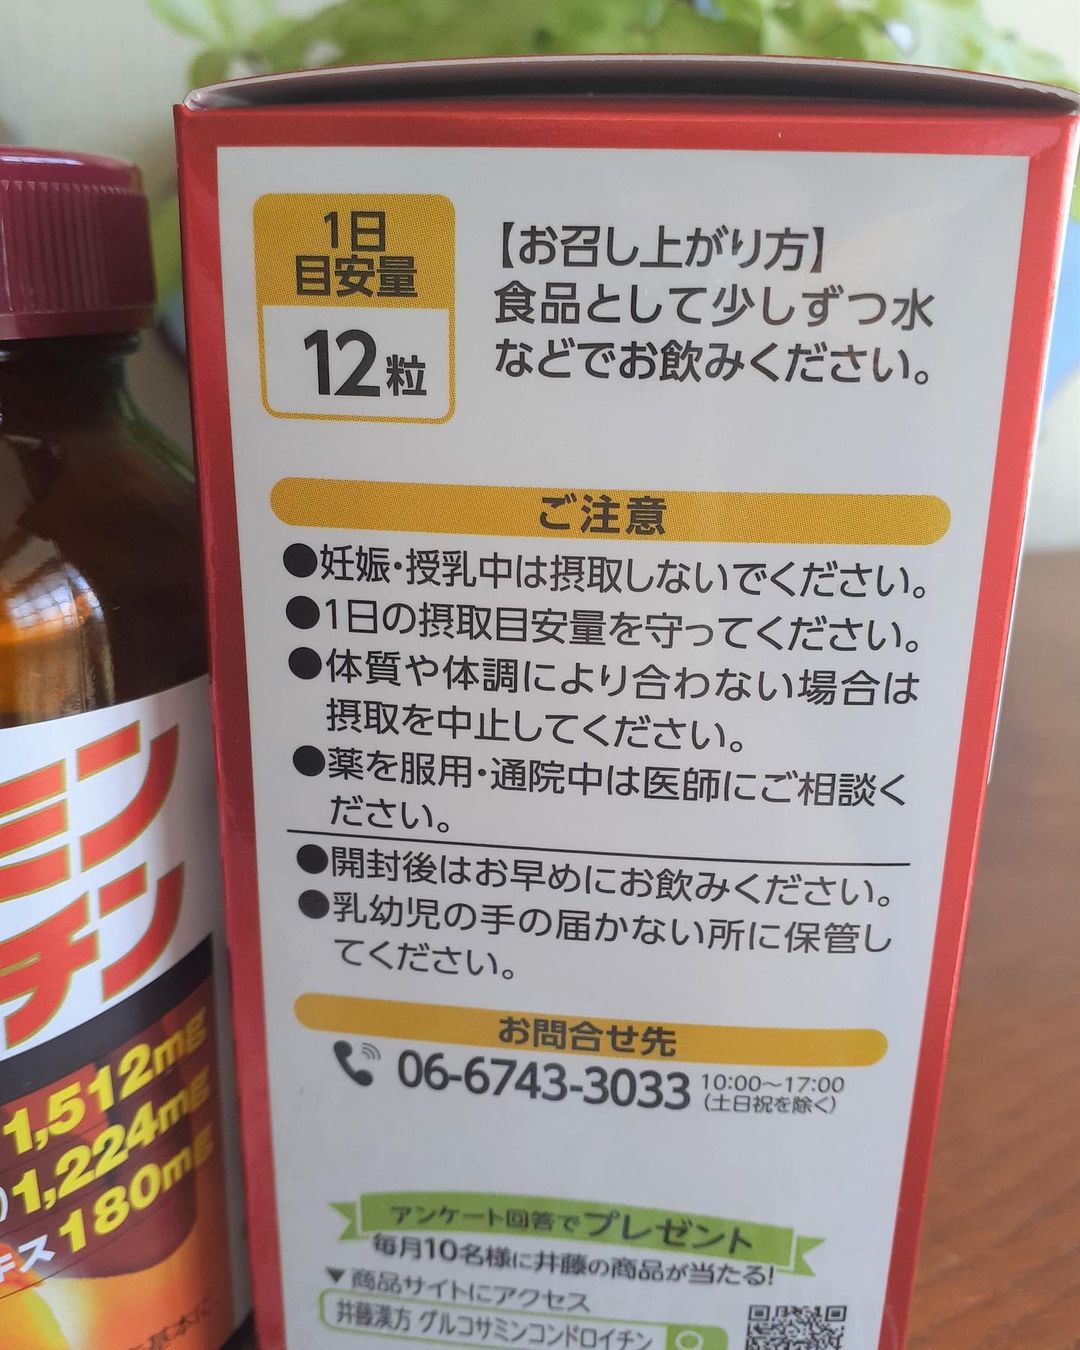 1日
目安量
12粒
【お召し上がり方】
食品として少しずつ水
などでお飲みください。
ご注意
●妊娠・授乳中は摂取しないでください。
●1日の摂取目安量を守ってください。
●体質や体調により合わない場合は
摂取を中止してください。
●薬を服用・通院中は医師にご相談く
ださい。
●開封後はお早めにお飲みください。
●乳幼児の手の届かない所に保管し
てください。
お問合せ先
06-6743-3033 10:00～17:00
(土日祝を除く)
アンケート回答でプレゼント
毎月10名様に井藤の商品が当たる!
▼商品サイトにアクセス
井藤漢方 グルコサミンコンドロイチン
ミン
チン
1,512mg
)1,224mg
キス180mg
基本に、